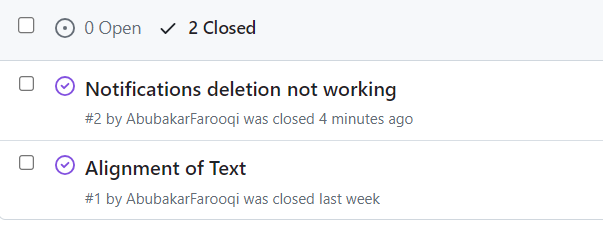 0 Open 2 Closed
Notifications deletion not working
#2 by AbubakarFarooqi was closed 4 minutes ago
Alignment of Text
#1 by AbubakarFarooqi was closed last week